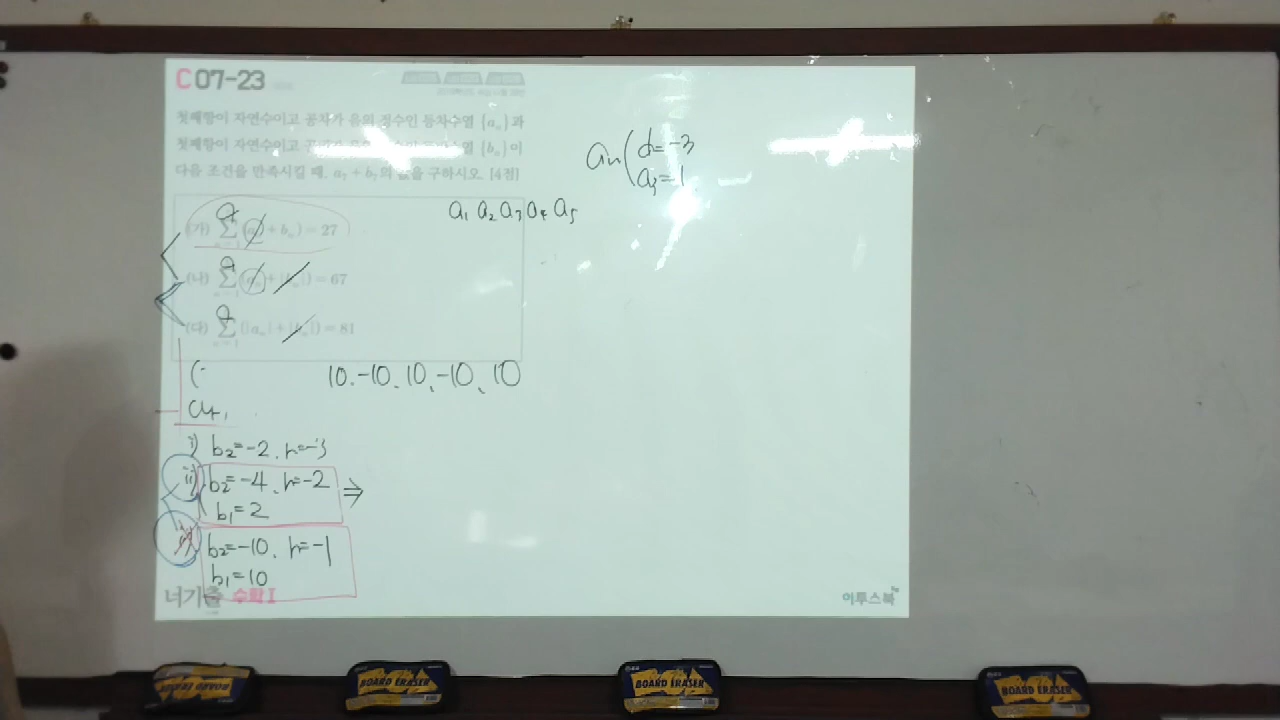 C 07-23
첫째항이 자연수이고 공차가 음의 정수인 등차수열 {aₙ}과
첫째항이 자연수이고 {bₙ}이
다음 조건을 만족시킬 때, a₇+b₇의 값을 구하시오. [4점]
(가) Σ + bₙ) = 27
(나) Σ = 67
(다) Σ (|aₙ|+|bₙ|) = 81
aₙ( d=-3
a₃=1
a₁ a₂ a₃ a₄ a₅
10, -10, 10, -10, 10
i) b₂=-2, r=-3
ii) b₂=-4, r=-2 ⇒
b₁=2
b₂=-10, r=-1
b₁=10
너기출 수학Ⅰ
이투스북
BOARD ERASER
BOARD ERASER
BOARD ERASER
BOARD ERASER